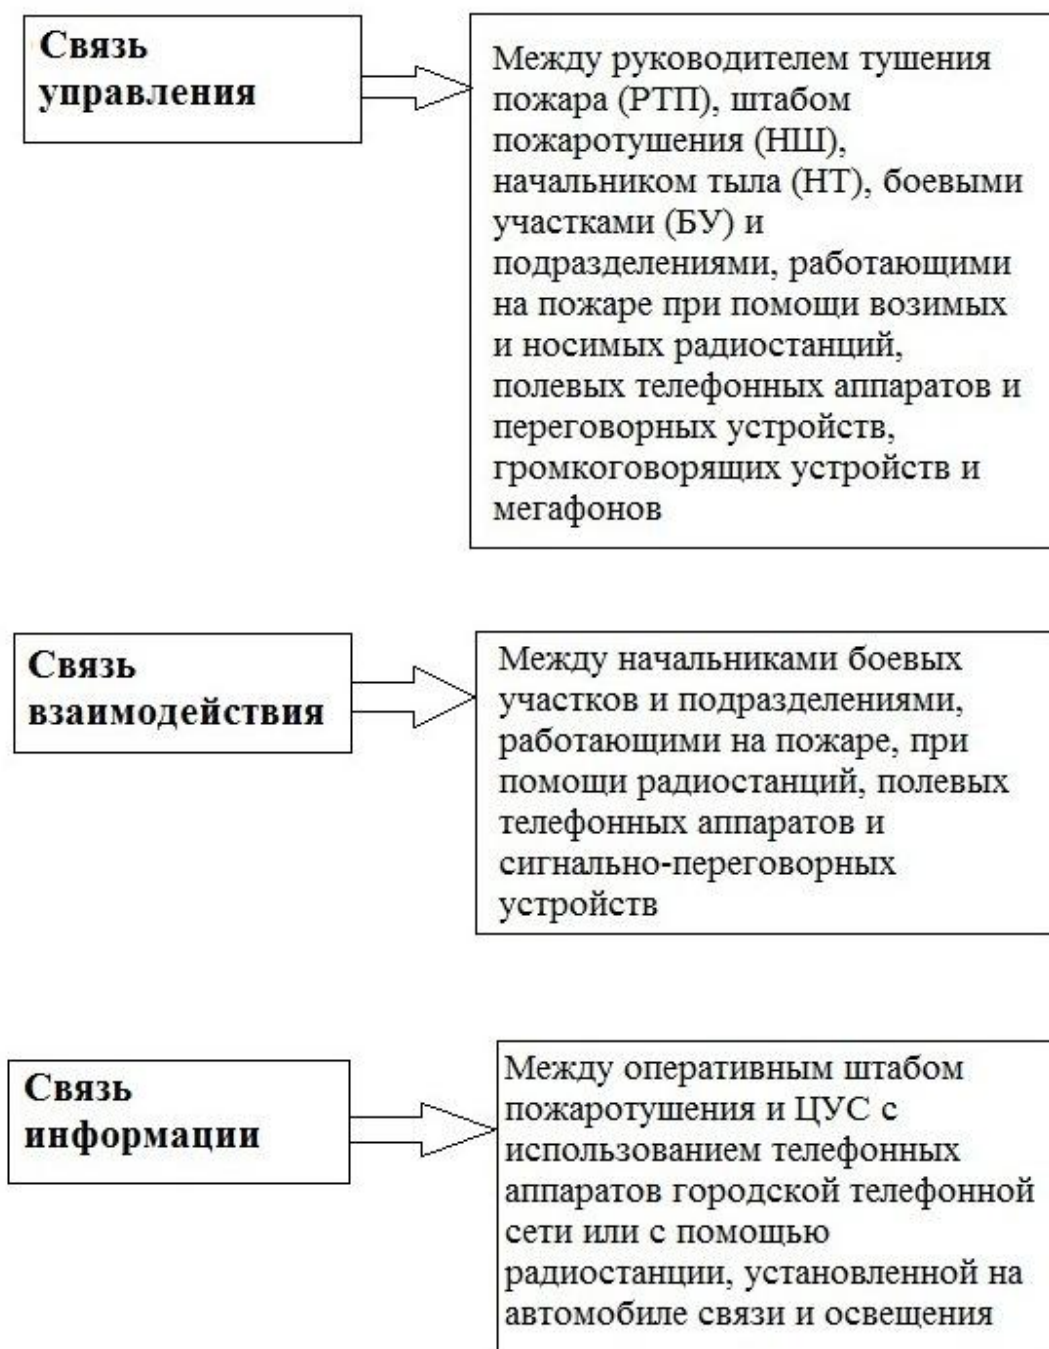 Связь
управления
Между руководителем тушения
пожара (РТП), штабом
пожаротушения (НШ),
начальником тыла (НТ), боевыми
участками (БУ) и
подразделениями, работающими
на пожаре при помощи возимых
и носимых радиостанций,
полевых телефонных аппаратов и
переговорных устройств,
громкоговорящих устройств и
мегафонов
Связь
взаимодействия
Между начальниками боевых
участков и подразделениями,
работающими на пожаре, при
помощи радиостанций, полевых
телефонных аппаратов и
сигнально-переговорных
устройств
Связь
информации
Между оперативным штабом
пожаротушения и ЦУС с
использованием телефонных
аппаратов городской телефонной
сети или с помощью
радиостанции, установленной на
автомобиле связи и освещения